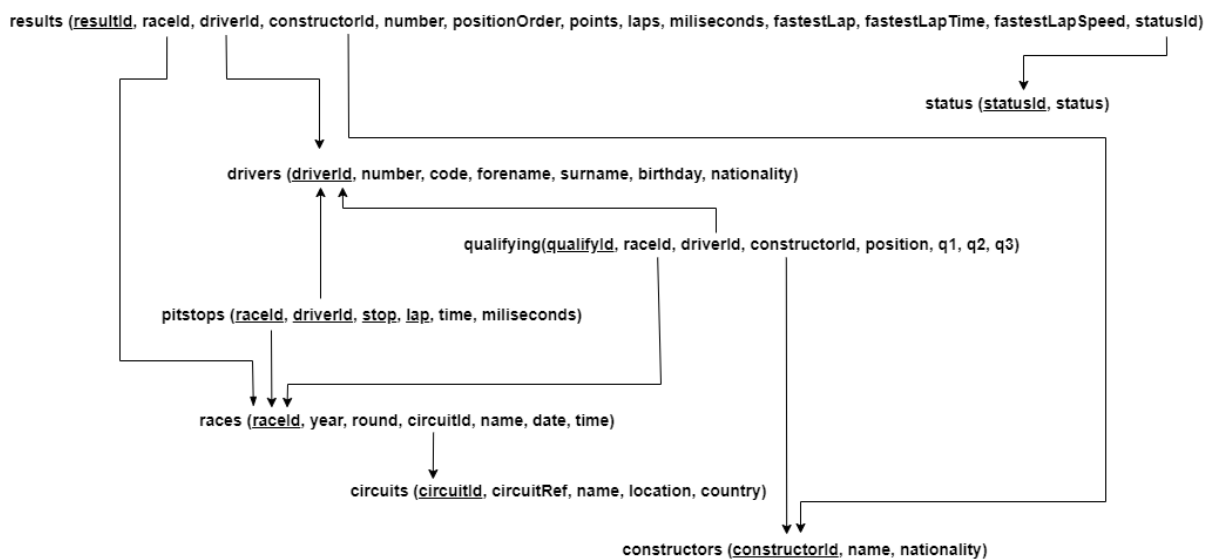 results (resultId, raceId, driverId, constructorId, number, positionOrder, points, laps, miliseconds, fastestLap, fastestLapTime, fastestLapSpeed, statusId)
status (statusId, status)
drivers (driverId, number, code, forename, surname, birthday, nationality)
qualifying(qualifyId, raceId, driverId, constructorId, position, q1, q2, q3)
pitstops (raceId, driverId, stop, lap, time, miliseconds)
races (raceId, year, round, circuitId, name, date, time)
circuits (circuitId, circuitRef, name, location, country)
constructors (constructorId, name, nationality)